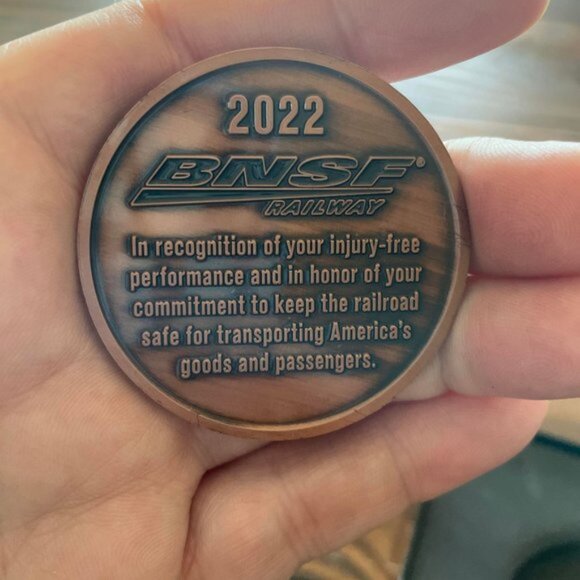 2022
BNSF®
RAILWAY
In recognition of your injury-free
performance and in honor of your
commitment to keep the railroad
safe for transporting America's
goods and passengers.